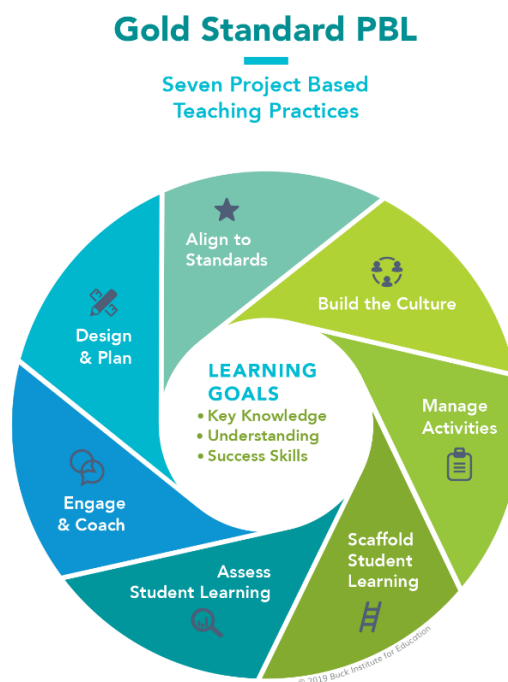 Gold Standard PBL
Seven Project Based
Teaching Practices
Align to
Standards
Build the Culture
Manage
Activities
Scaffold
Student
Learning
Assess
Student Learning
Engage
& Coach
Design
& Plan
LEARNING
GOALS
• Key Knowledge
• Understanding
• Success Skills
© 2019 Buck Institute for Education